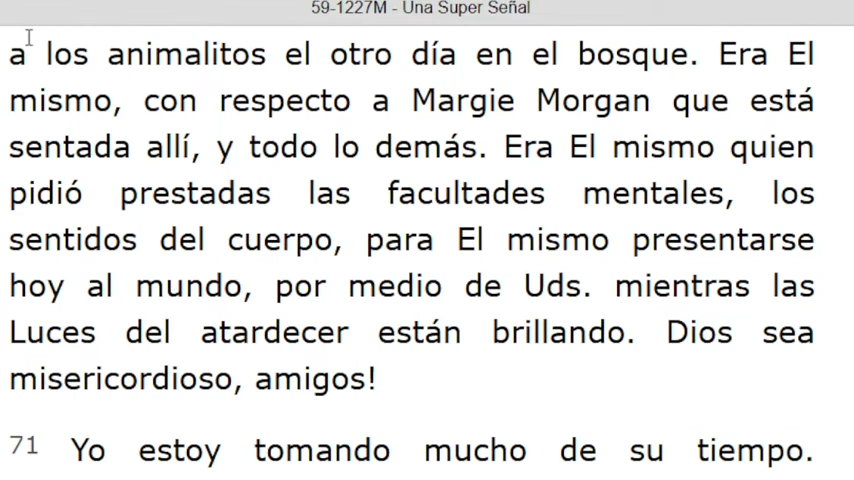 59-1227M - Una Super Señal
a los animalitos el otro día en el bosque. Era El
mismo, con respecto a Margie Morgan que está
sentada allí, y todo lo demás. Era El mismo quien
pidió prestadas las facultades mentales, los
sentidos del cuerpo, para El mismo presentarse
hoy al mundo, por medio de Uds. mientras las
Luces del atardecer están brillando. Dios sea
misericordioso, amigos!
71 Yo estoy tomando mucho de su tiempo.